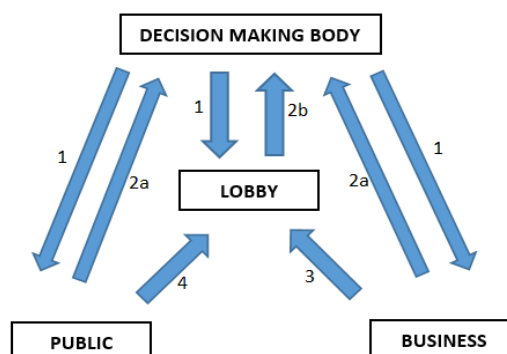 DECISION MAKING BODY
1
2b
1
1
2a
2a
LOBBY
4
3
PUBLIC
BUSINESS